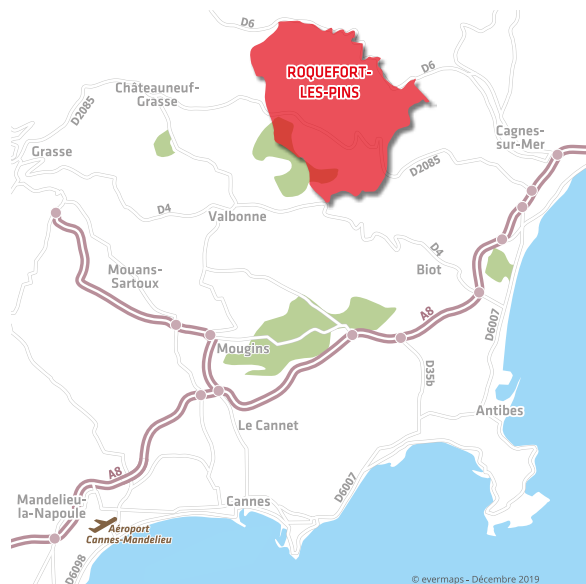 D6
ROQUEFORT-
LES-PINS
D6
Châteauneuf-
Grasse
D2085
Cagnes-
sur-Mer
Grasse
D2085
D4
Valbonne
D4
Mouans-
Sartoux
Biot
A8
D6007
Mougins
D35b
Antibes
Le Cannet
A8
D6007
Mandelieu-
la-Napoule
Cannes
Aéroport
Cannes-Mandelieu
D6098
© evermaps - Décembre 2019